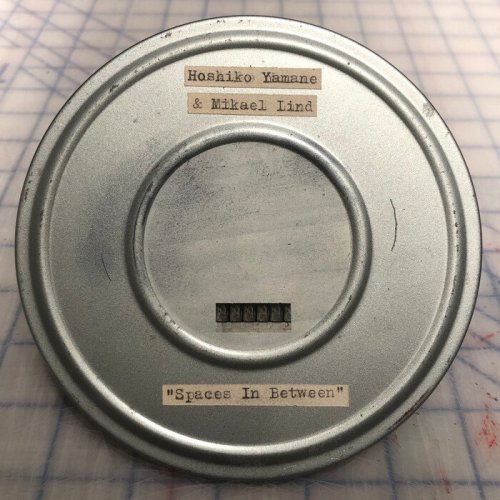 Hoshiko Yamane
& Mikael Lind
"Spaces In Between"